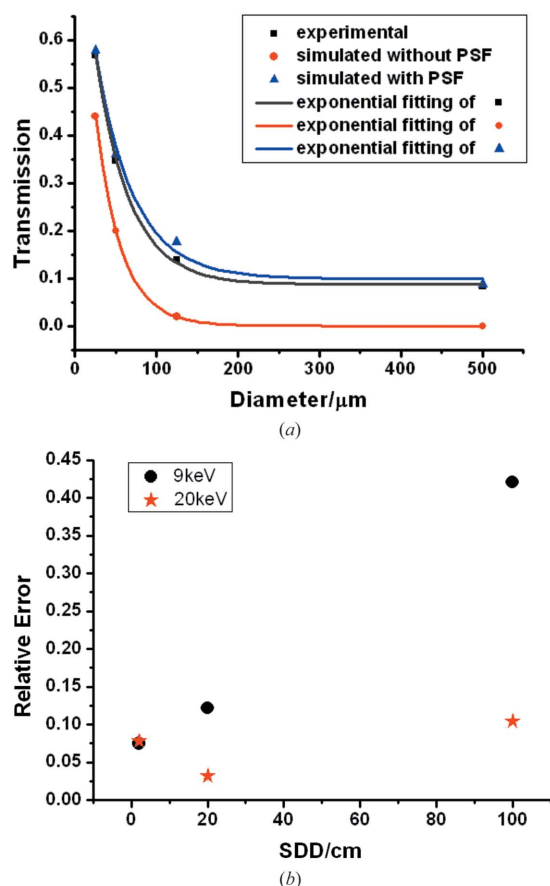 Transmission
0.6
0.5
0.4
0.3
0.2
0.1
0.0
experimental
simulated without PSF
simulated with PSF
exponential fitting of
exponential fitting of
exponential fitting of
0 100 200 300 400 500
Diameter/μm
(a)
Relative Error
0.45
0.40
0.35
0.30
0.25
0.20
0.15
0.10
0.05
0.00
9keV
20keV
0 20 40 60 80 100
SDD/cm
(b)